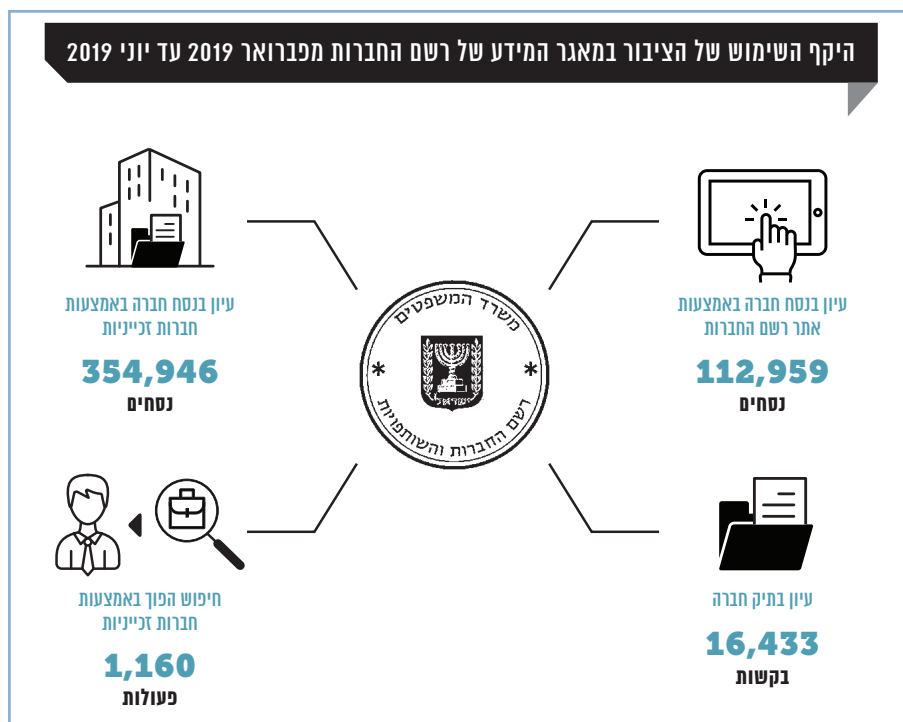 היקף השימוש של הציבור במאגר המידע של רשם החברות מפברואר 2019 עד יוני 2019
עיון בנסח חברה באמצעות
אתר רשם החברות
112,959
נסחים
עיון בנסח חברה באמצעות
חברות זכייניות
354,946
נסחים
משרד המשפטים
* *
ישראל
רשם החברות והשותפויות
עיון בתיק חברה
16,433
בקשות
חיפוש הפוך באמצעות
חברות זכייניות
1,160
פעולות